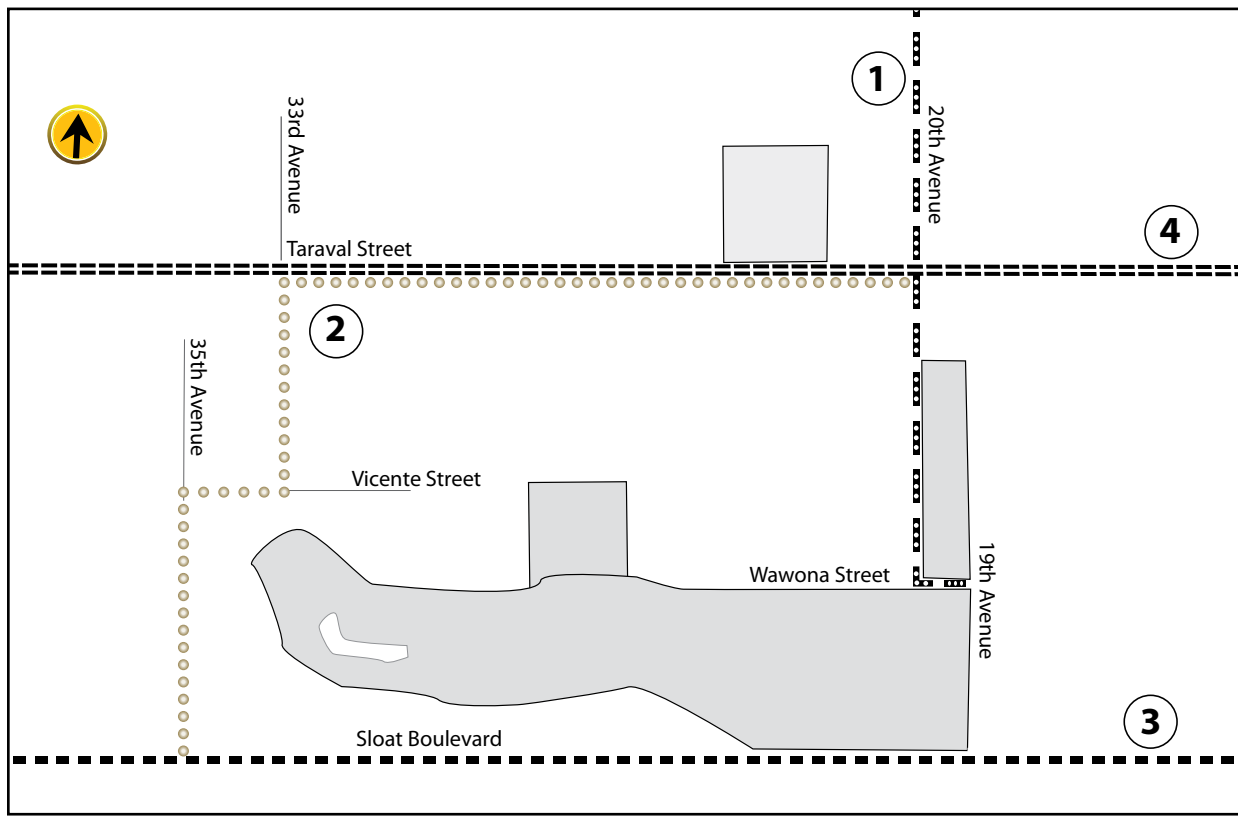 1
20th Avenue
33rd Avenue
4
Taraval Street
2
35th Avenue
Vicente Street
Wawona Street
19th Avenue
3
Sloat Boulevard